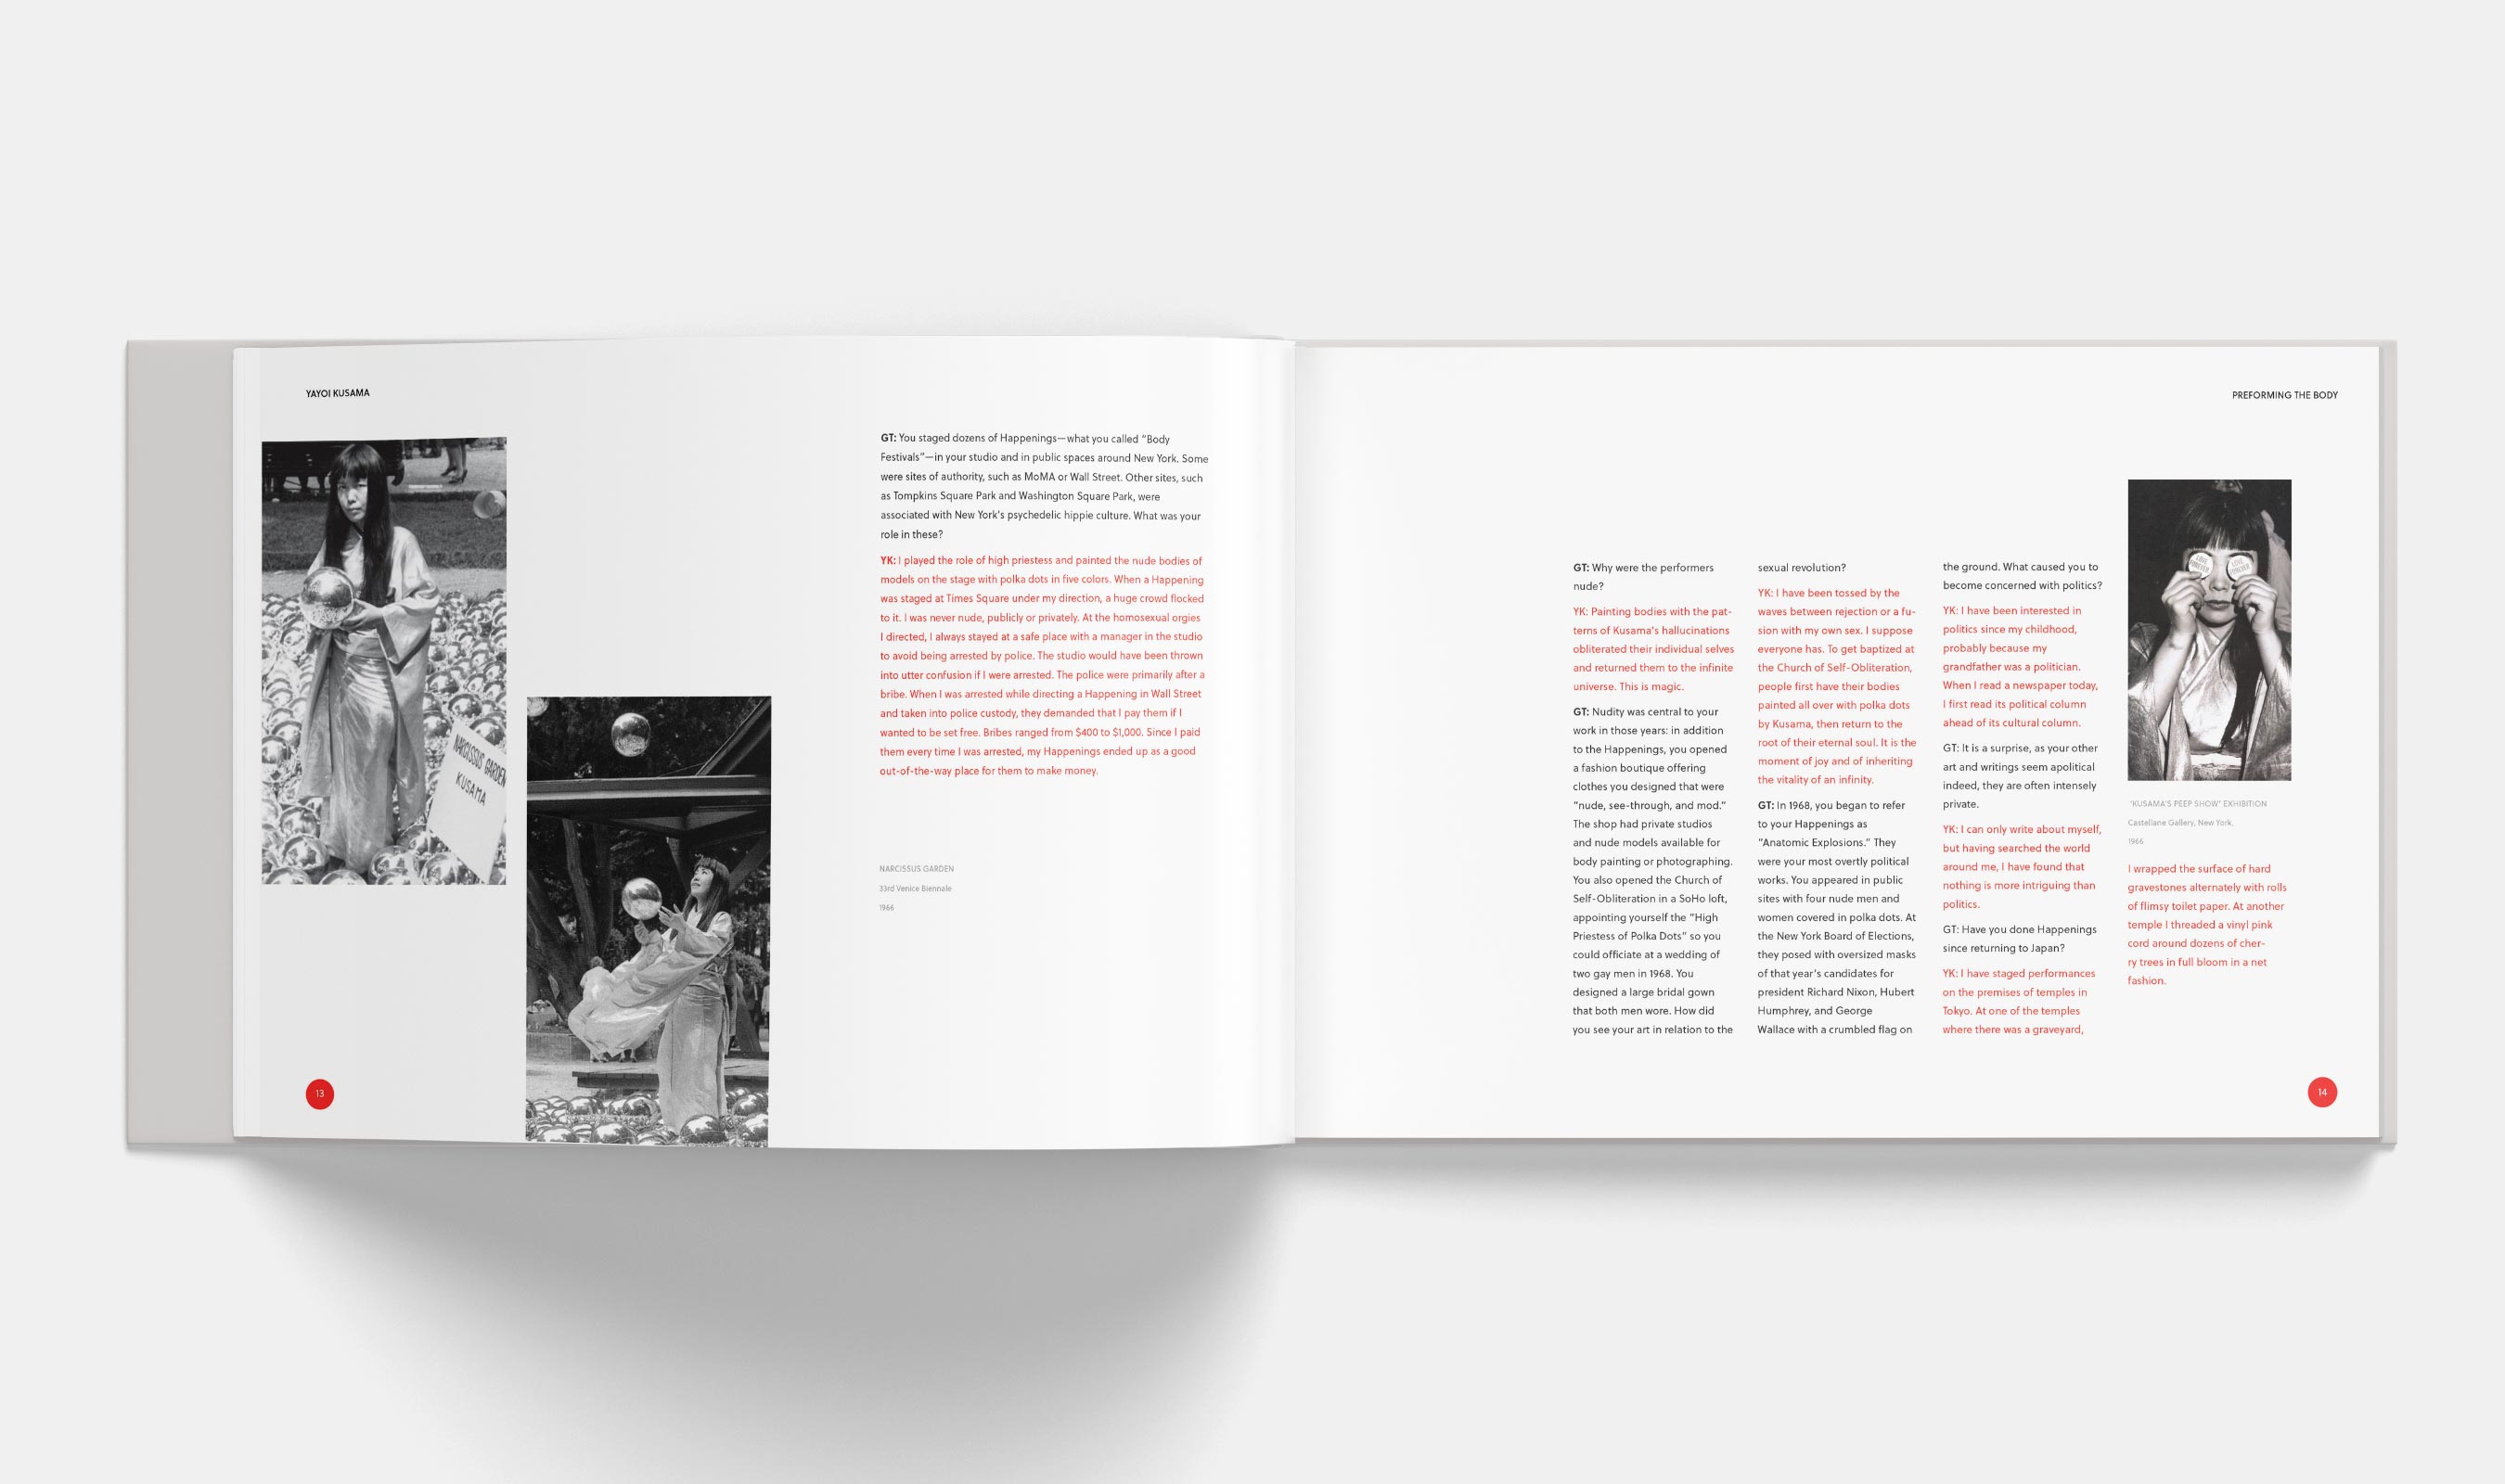 YAYOI KUSAMA
NARCISSUS GARDEN
KUSAMA
GT: You staged dozens of Happenings—what you called “Body
Festivals”—in your studio and in public spaces around New York. Some
were sites of authority, such as MoMA or Wall Street. Other sites, such
as Tompkins Square Park and Washington Square Park, were
associated with New York's psychedelic hippie culture. What was your
role in these?
YK: I played the role of high priestess and painted the nude bodies of
models on the stage with polka dots in five colors. When a Happening
was staged at Times Square under my direction, a huge crowd flocked
to it. I was never nude, publicly or privately. At the homosexual orgies
I directed, I always stayed at a safe place with a manager in the studio
to avoid being arrested by police. The studio would have been thrown
into utter confusion if I were arrested. The police were primarily after a
bribe. When I was arrested while directing a Happening in Wall Street
and taken into police custody, they demanded that I pay them if I
wanted to be set free. Bribes ranged from $400 to $1,000. Since I paid
them every time I was arrested, my Happenings ended up as a good
out-of-the-way place for them to make money.
NARCISSUS GARDEN
33rd Venice Biennale
1966
13
PREFORMING THE BODY
GT: Why were the performers
nude?
YK: Painting bodies with the pat-
terns of Kusama's hallucinations
obliterated their individual selves
and returned them to the infinite
universe. This is magic.
GT: Nudity was central to your
work in those years: in addition
to the Happenings, you opened
a fashion boutique offering
clothes you designed that were
“nude, see-through, and mod.”
The shop had private studios
and nude models available for
body painting or photographing.
You also opened the Church of
Self-Obliteration in a SoHo loft,
appointing yourself the “High
Priestess of Polka Dots” so you
could officiate at a wedding of
two gay men in 1968. You
designed a large bridal gown
that both men wore. How did
you see your art in relation to the
sexual revolution?
YK: I have been tossed by the
waves between rejection or a fu-
sion with my own sex. I suppose
everyone has. To get baptized at
the Church of Self-Obliteration,
people first have their bodies
painted all over with polka dots
by Kusama, then return to the
root of their eternal soul. It is the
moment of joy and of inheriting
the vitality of an infinity.
GT: In 1968, you began to refer
to your Happenings as
“Anatomic Explosions.” They
were your most overtly political
works. You appeared in public
sites with four nude men and
women covered in polka dots. At
the New York Board of Elections,
they posed with oversized masks
of that year's candidates for
president Richard Nixon, Hubert
Humphrey, and George
Wallace with a crumbled flag on
the ground. What caused you to
become concerned with politics?
YK: I have been interested in
politics since my childhood,
probably because my
grandfather was a politician.
When I read a newspaper today,
I first read its political column
ahead of its cultural column.
GT: It is a surprise, as your other
art and writings seem apolitical
indeed, they are often intensely
private.
YK: I can only write about myself,
but having searched the world
around me, I have found that
nothing is more intriguing than
politics.
GT: Have you done Happenings
since returning to Japan?
YK: I have staged performances
on the premises of temples in
Tokyo. At one of the temples
where there was a graveyard,
LOVE FOREVER
LOVE FOREVER
'KUSAMA'S PEEP SHOW' EXHIBITION
Castellane Gallery, New York.
1966
I wrapped the surface of hard
gravestones alternately with rolls
of flimsy toilet paper. At another
temple I threaded a vinyl pink
cord around dozens of cher-
ry trees in full bloom in a net
fashion.
14